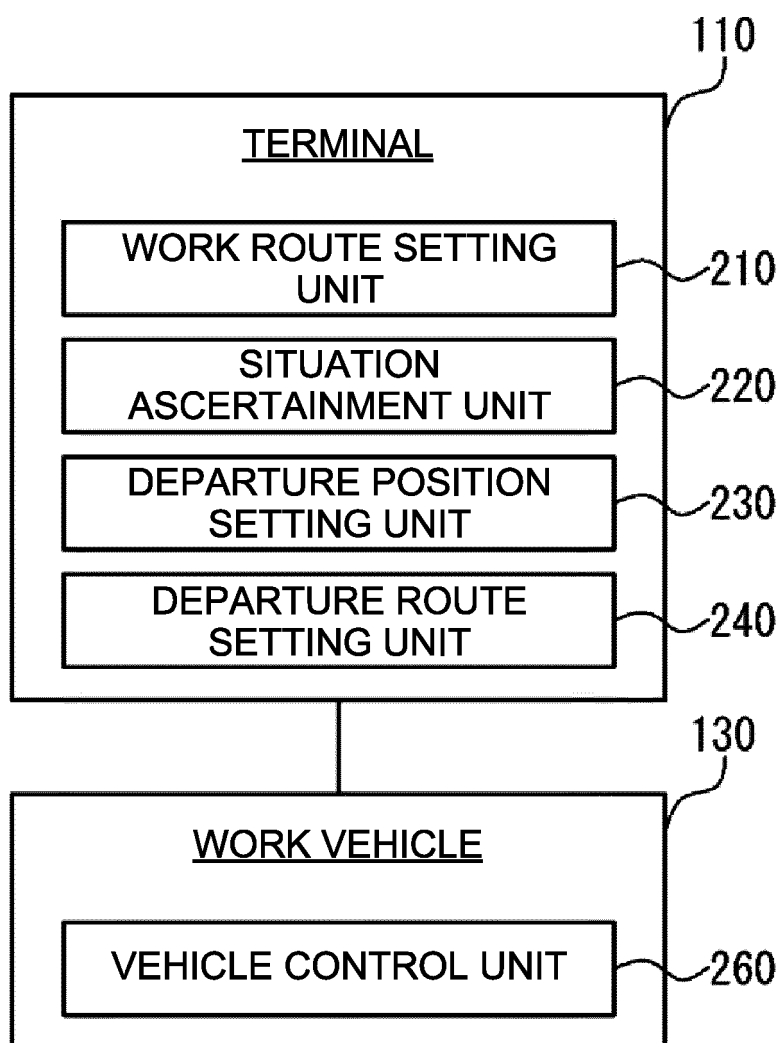 110
TERMINAL
WORK ROUTE SETTING
UNIT
210
SITUATION
ASCERTAINMENT UNIT
220
DEPARTURE POSITION
SETTING UNIT
230
DEPARTURE ROUTE
SETTING UNIT
240
130
WORK VEHICLE
VEHICLE CONTROL UNIT
260